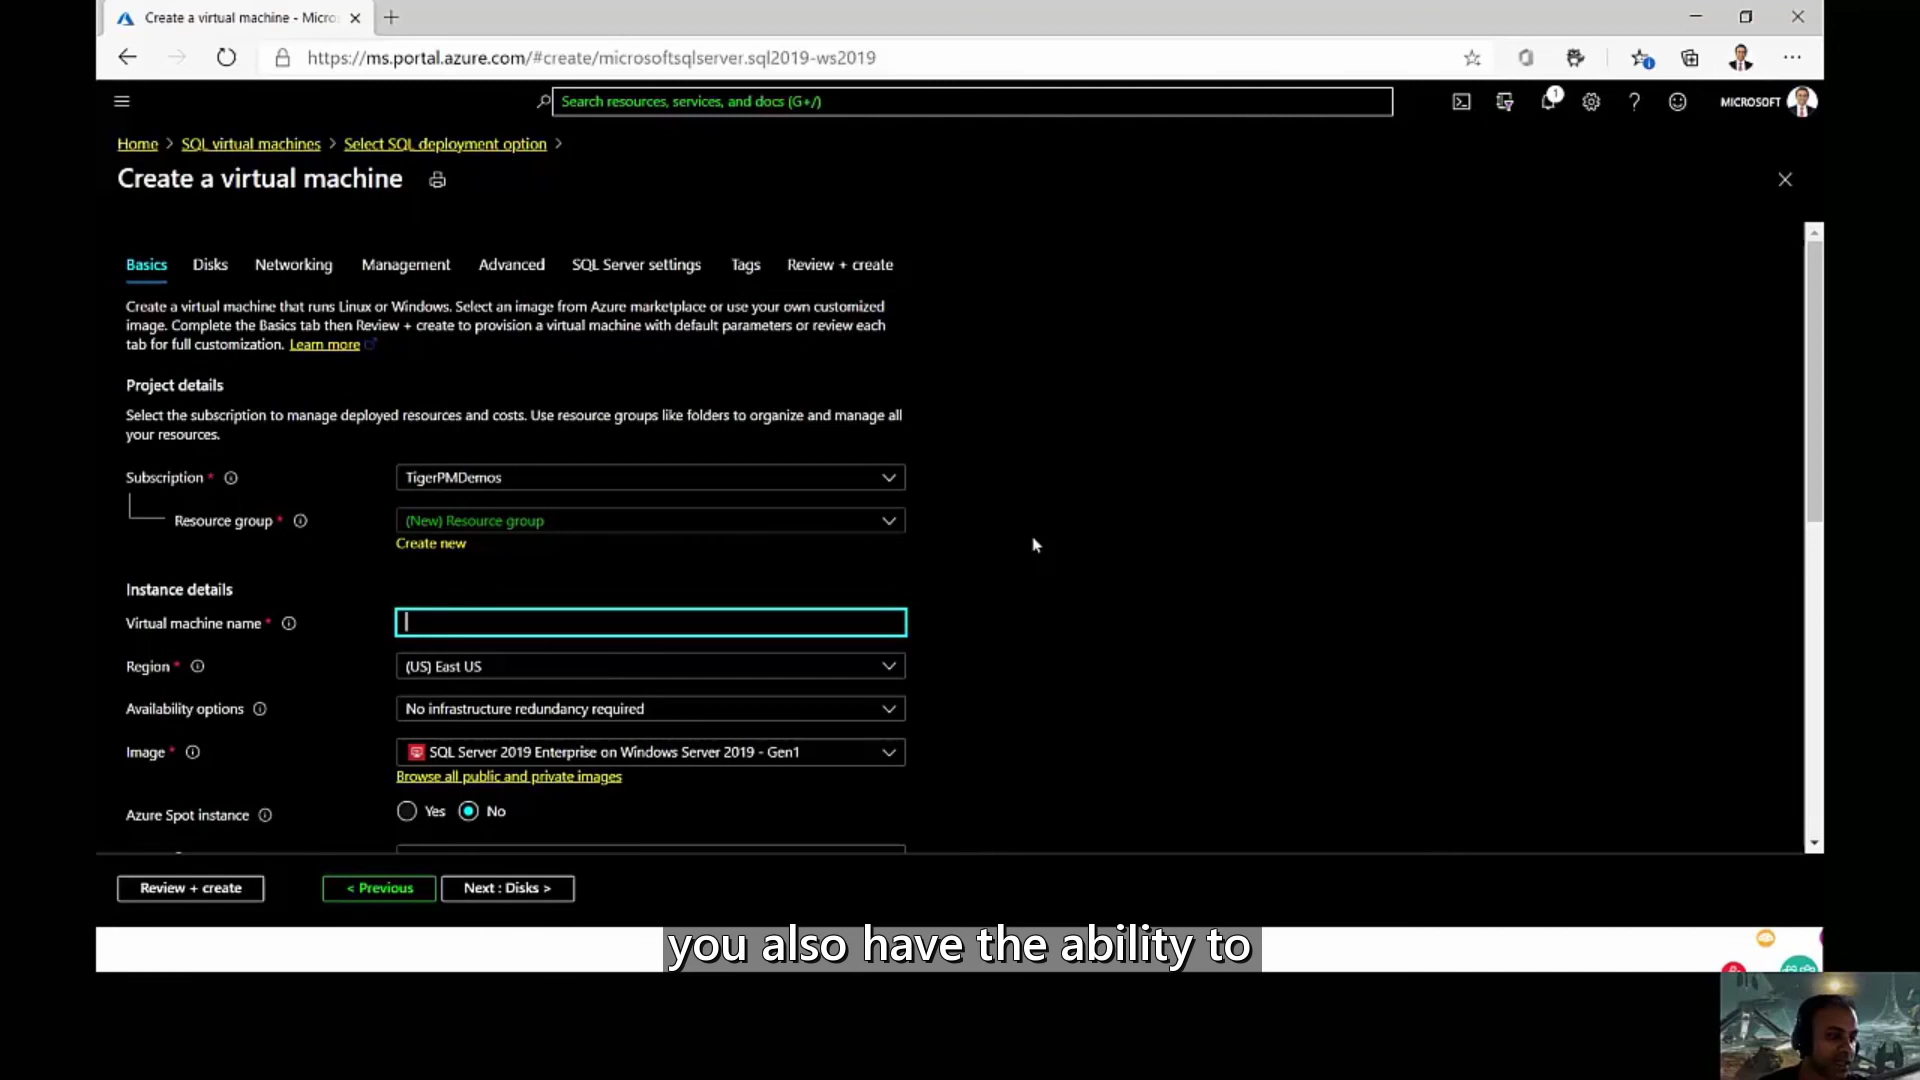 Create a virtual machine - Micro
https://ms.portal.azure.com/#create/microsoftsqlserver.sql2019-ws2019
Search resources, services, and docs (G+/)
1
MICROSOFT
Home > SQL virtual machines > Select SQL deployment option >
Create a virtual machine
Basics Disks Networking Management Advanced SQL Server settings Tags Review + create
Create a virtual machine that runs Linux or Windows. Select an image from Azure marketplace or use your own customized
image. Complete the Basics tab then Review + create to provision a virtual machine with default parameters or review each
tab for full customization. Learn more
Project details
Select the subscription to manage deployed resources and costs. Use resource groups like folders to organize and manage all
your resources.
Subscription * TigerPMDemos
Resource group * (New) Resource group
Create new
Instance details
Virtual machine name *
Region * (US) East US
Availability options No infrastructure redundancy required
Image * SQL Server 2019 Enterprise on Windows Server 2019 - Gen1
Browse all public and private images
Azure Spot instance Yes No
Review + create < Previous Next : Disks >
you also have the ability to